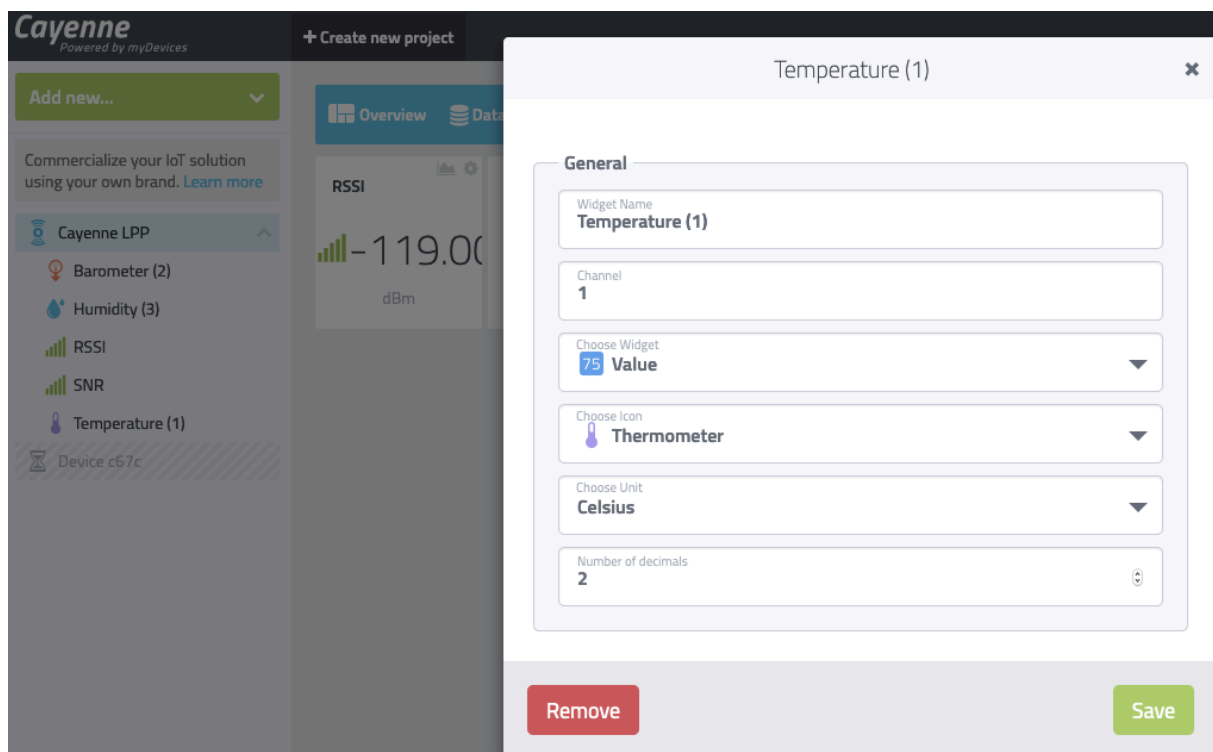 Cayenne
Powered by myDevices
+ Create new project
Add new...
Commercialize your IoT solution
using your own brand. Learn more
Cayenne LPP
Barometer (2)
Humidity (3)
RSSI
SNR
Temperature (1)
Device c67c
Overview
Data
RSSI
-119.00
dBm
Temperature (1)
General
Widget Name
Temperature (1)
Channel
1
Choose Widget
75 Value
Choose Icon
Thermometer
Choose Unit
Celsius
Number of decimals
2
Remove
Save